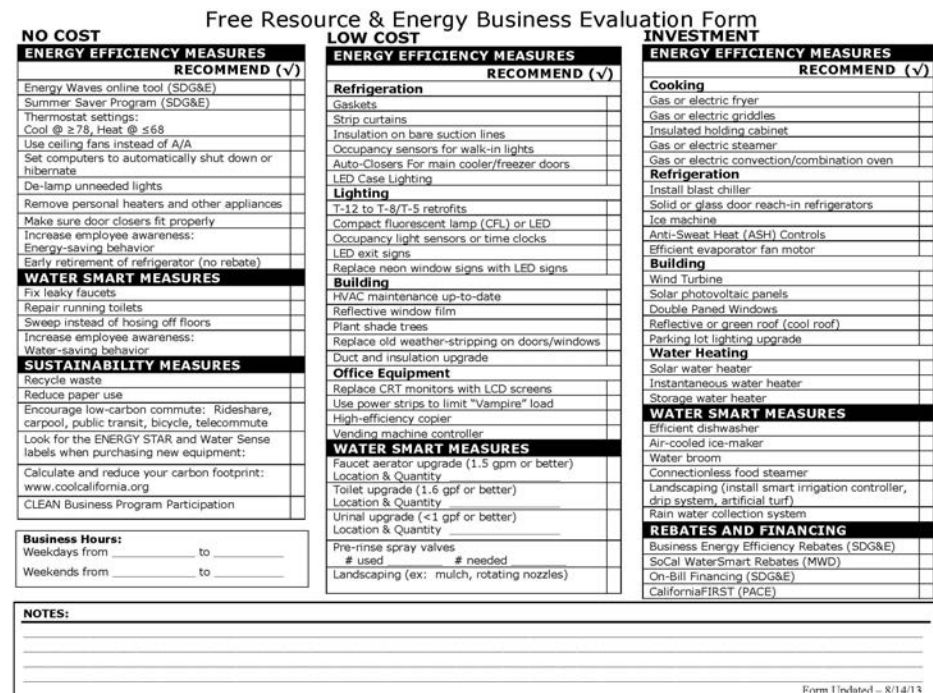 Free Resource & Energy Business Evaluation Form
NO COST
ENERGY EFFICIENCY MEASURES
RECOMMEND (√)
Energy Waves online tool (SDG&E)
Summer Saver Program (SDG&E)
Thermostat settings:
Cool @ ≥78, Heat @ ≤68
Use ceiling fans instead of A/A
Set computers to automatically shut down or
hibernate
De-lamp unneeded lights
Remove personal heaters and other appliances
Make sure door closers fit properly
Increase employee awareness:
Energy-saving behavior
Early retirement of refrigerator (no rebate)
WATER SMART MEASURES
Fix leaky faucets
Repair running toilets
Sweep instead of hosing off floors
Increase employee awareness:
Water-saving behavior
SUSTAINABILITY MEASURES
Recycle waste
Reduce paper use
Encourage low-carbon commute: Rideshare,
carpool, public transit, bicycle, telecommute
Look for the ENERGY STAR and Water Sense
labels when purchasing new equipment:
Calculate and reduce your carbon footprint:
www.coolcalifornia.org
CLEAN Business Program Participation
Business Hours:
Weekdays from ____________ to __________
Weekends from ____________ to __________
LOW COST
ENERGY EFFICIENCY MEASURES
RECOMMEND (√)
Refrigeration
Gaskets
Strip curtains
Insulation on bare suction lines
Occupancy sensors for walk-in lights
Auto-Closers For main cooler/freezer doors
LED Case Lighting
Lighting
T-12 to T-8/T-5 retrofits
Compact fluorescent lamp (CFL) or LED
Occupancy light sensors or time clocks
LED exit signs
Replace neon window signs with LED signs
Building
HVAC maintenance up-to-date
Reflective window film
Plant shade trees
Replace old weather-stripping on doors/windows
Duct and insulation upgrade
Office Equipment
Replace CRT monitors with LCD screens
Use power strips to limit “Vampire” load
High-efficiency copier
Vending machine controller
WATER SMART MEASURES
Faucet aerator upgrade (1.5 gpm or better)
Location & Quantity ________________
Toilet upgrade (1.6 gpf or better)
Location & Quantity ________________
Urinal upgrade (<1 gpf or better)
Location & Quantity ________________
Pre-rinse spray valves
# used ________ # needed ________
Landscaping (ex: mulch, rotating nozzles)
INVESTMENT
ENERGY EFFICIENCY MEASURES
RECOMMEND (√)
Cooking
Gas or electric fryer
Gas or electric griddles
Insulated holding cabinet
Gas or electric steamer
Gas or electric convection/combination oven
Refrigeration
Install blast chiller
Solid or glass door reach-in refrigerators
Ice machine
Anti-Sweat Heat (ASH) Controls
Efficient evaporator fan motor
Building
Wind Turbine
Solar photovoltaic panels
Double Paned Windows
Reflective or green roof (cool roof)
Parking lot lighting upgrade
Water Heating
Solar water heater
Instantaneous water heater
Storage water heater
WATER SMART MEASURES
Efficient dishwasher
Air-cooled ice-maker
Water broom
Connectionless food steamer
Landscaping (install smart irrigation controller,
drip system, artificial turf)
Rain water collection system
REBATES AND FINANCING
Business Energy Efficiency Rebates (SDG&E)
SoCal WaterSmart Rebates (MWD)
On-Bill Financing (SDG&E)
CaliforniaFIRST (PACE)
NOTES:
Form Updated – 8/14/13